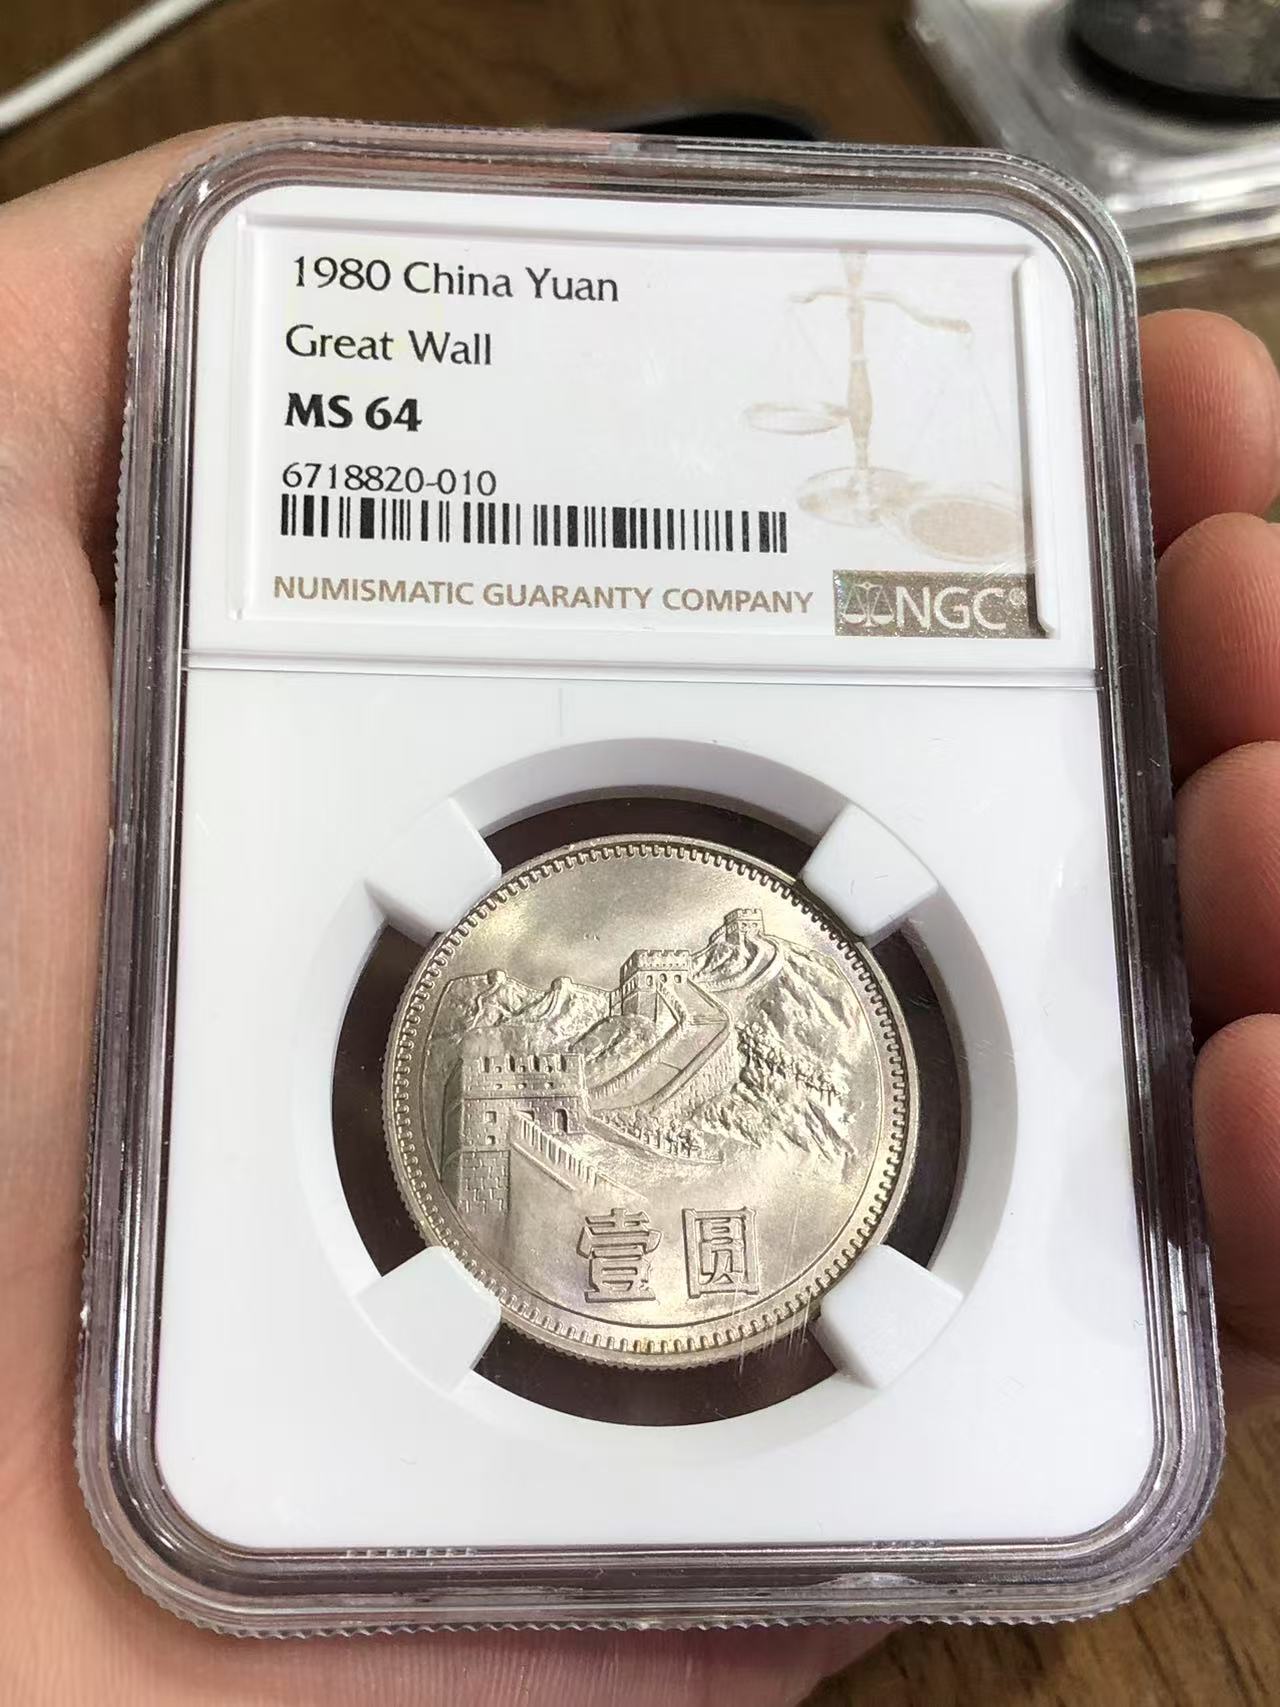 1980 China Yuan
Great Wall
MS 64
6718820-010
NUMISMATIC GUARANTY COMPANY NGC®
壹圆